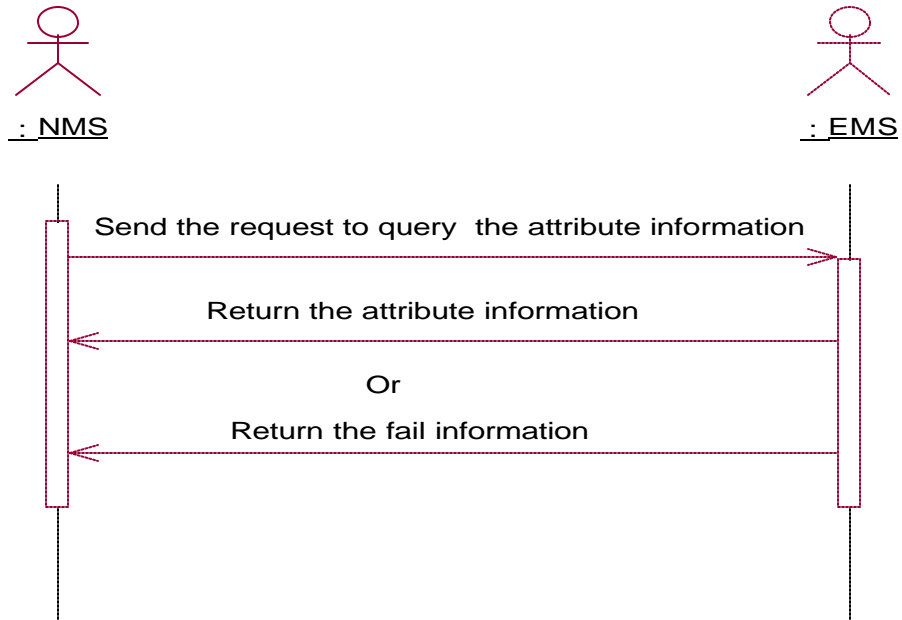 : NMS
: EMS
Send the request to query  the attribute information
Return the attribute information
Or
Return the fail information